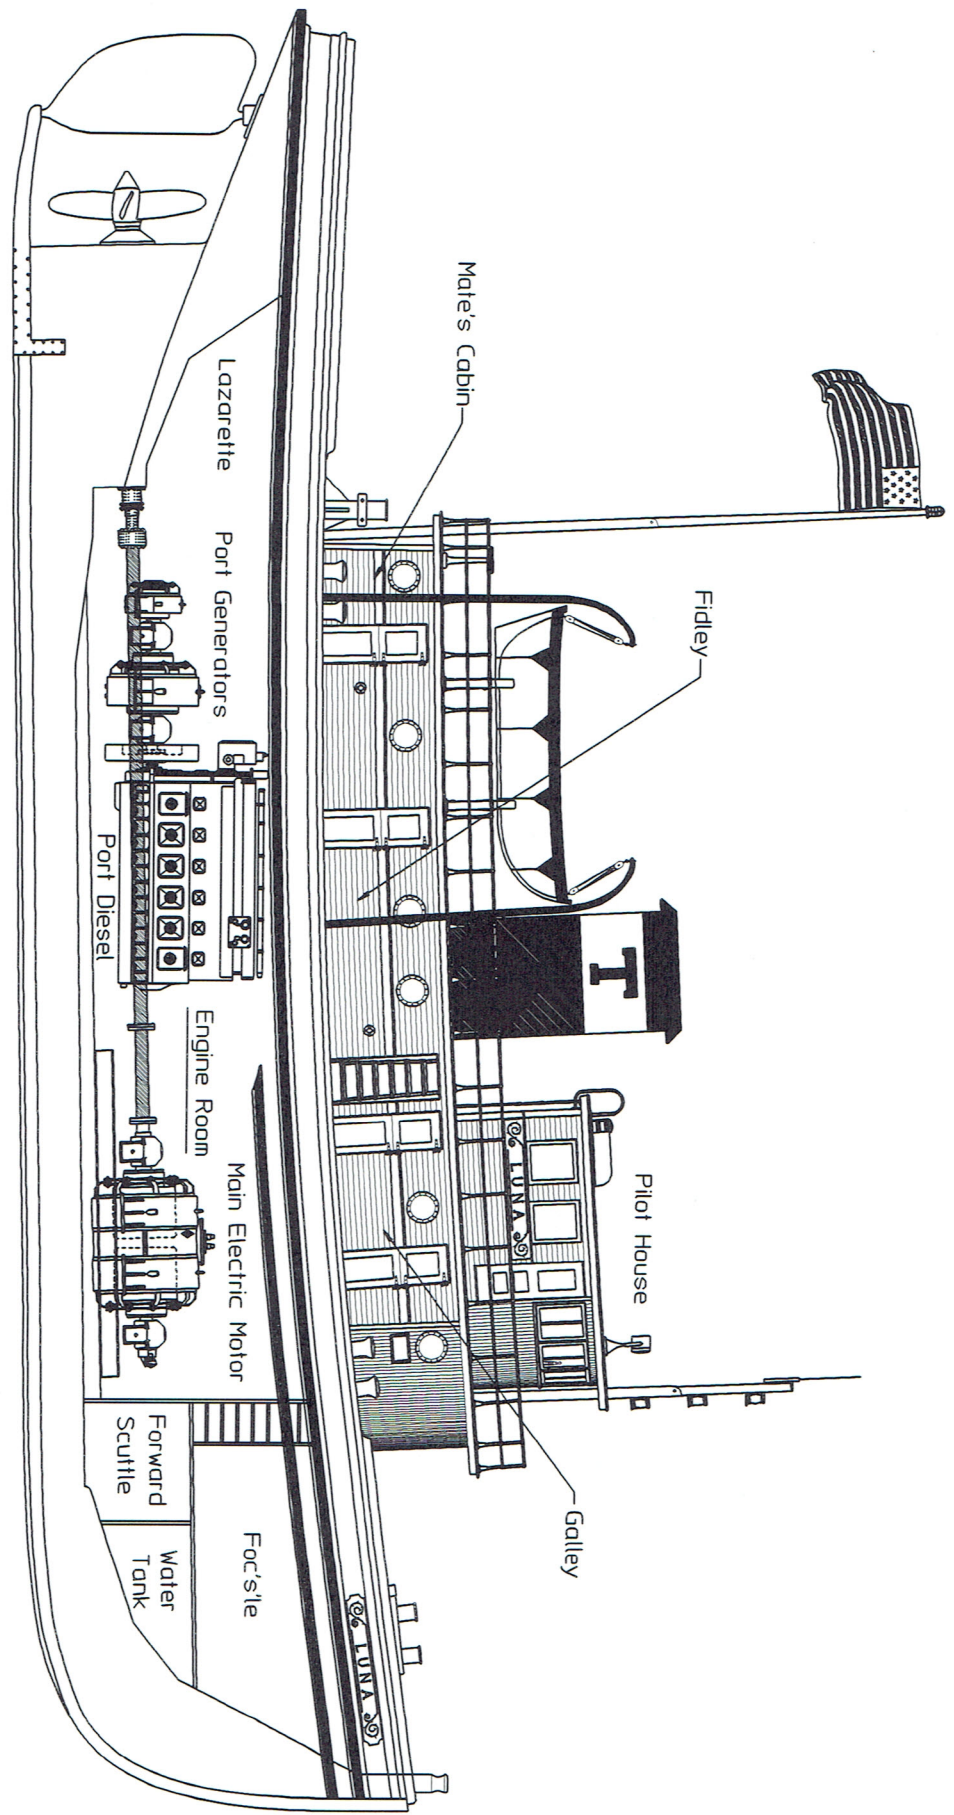 Pilot House
Fidley
Mate's Cabin
Galley
LUNA
T
LUNA
Lazarette
Port Generators
Port Diesel
Engine Room
Main Electric Motor
Forward
Scuttle
Foc's'le
Water
Tank